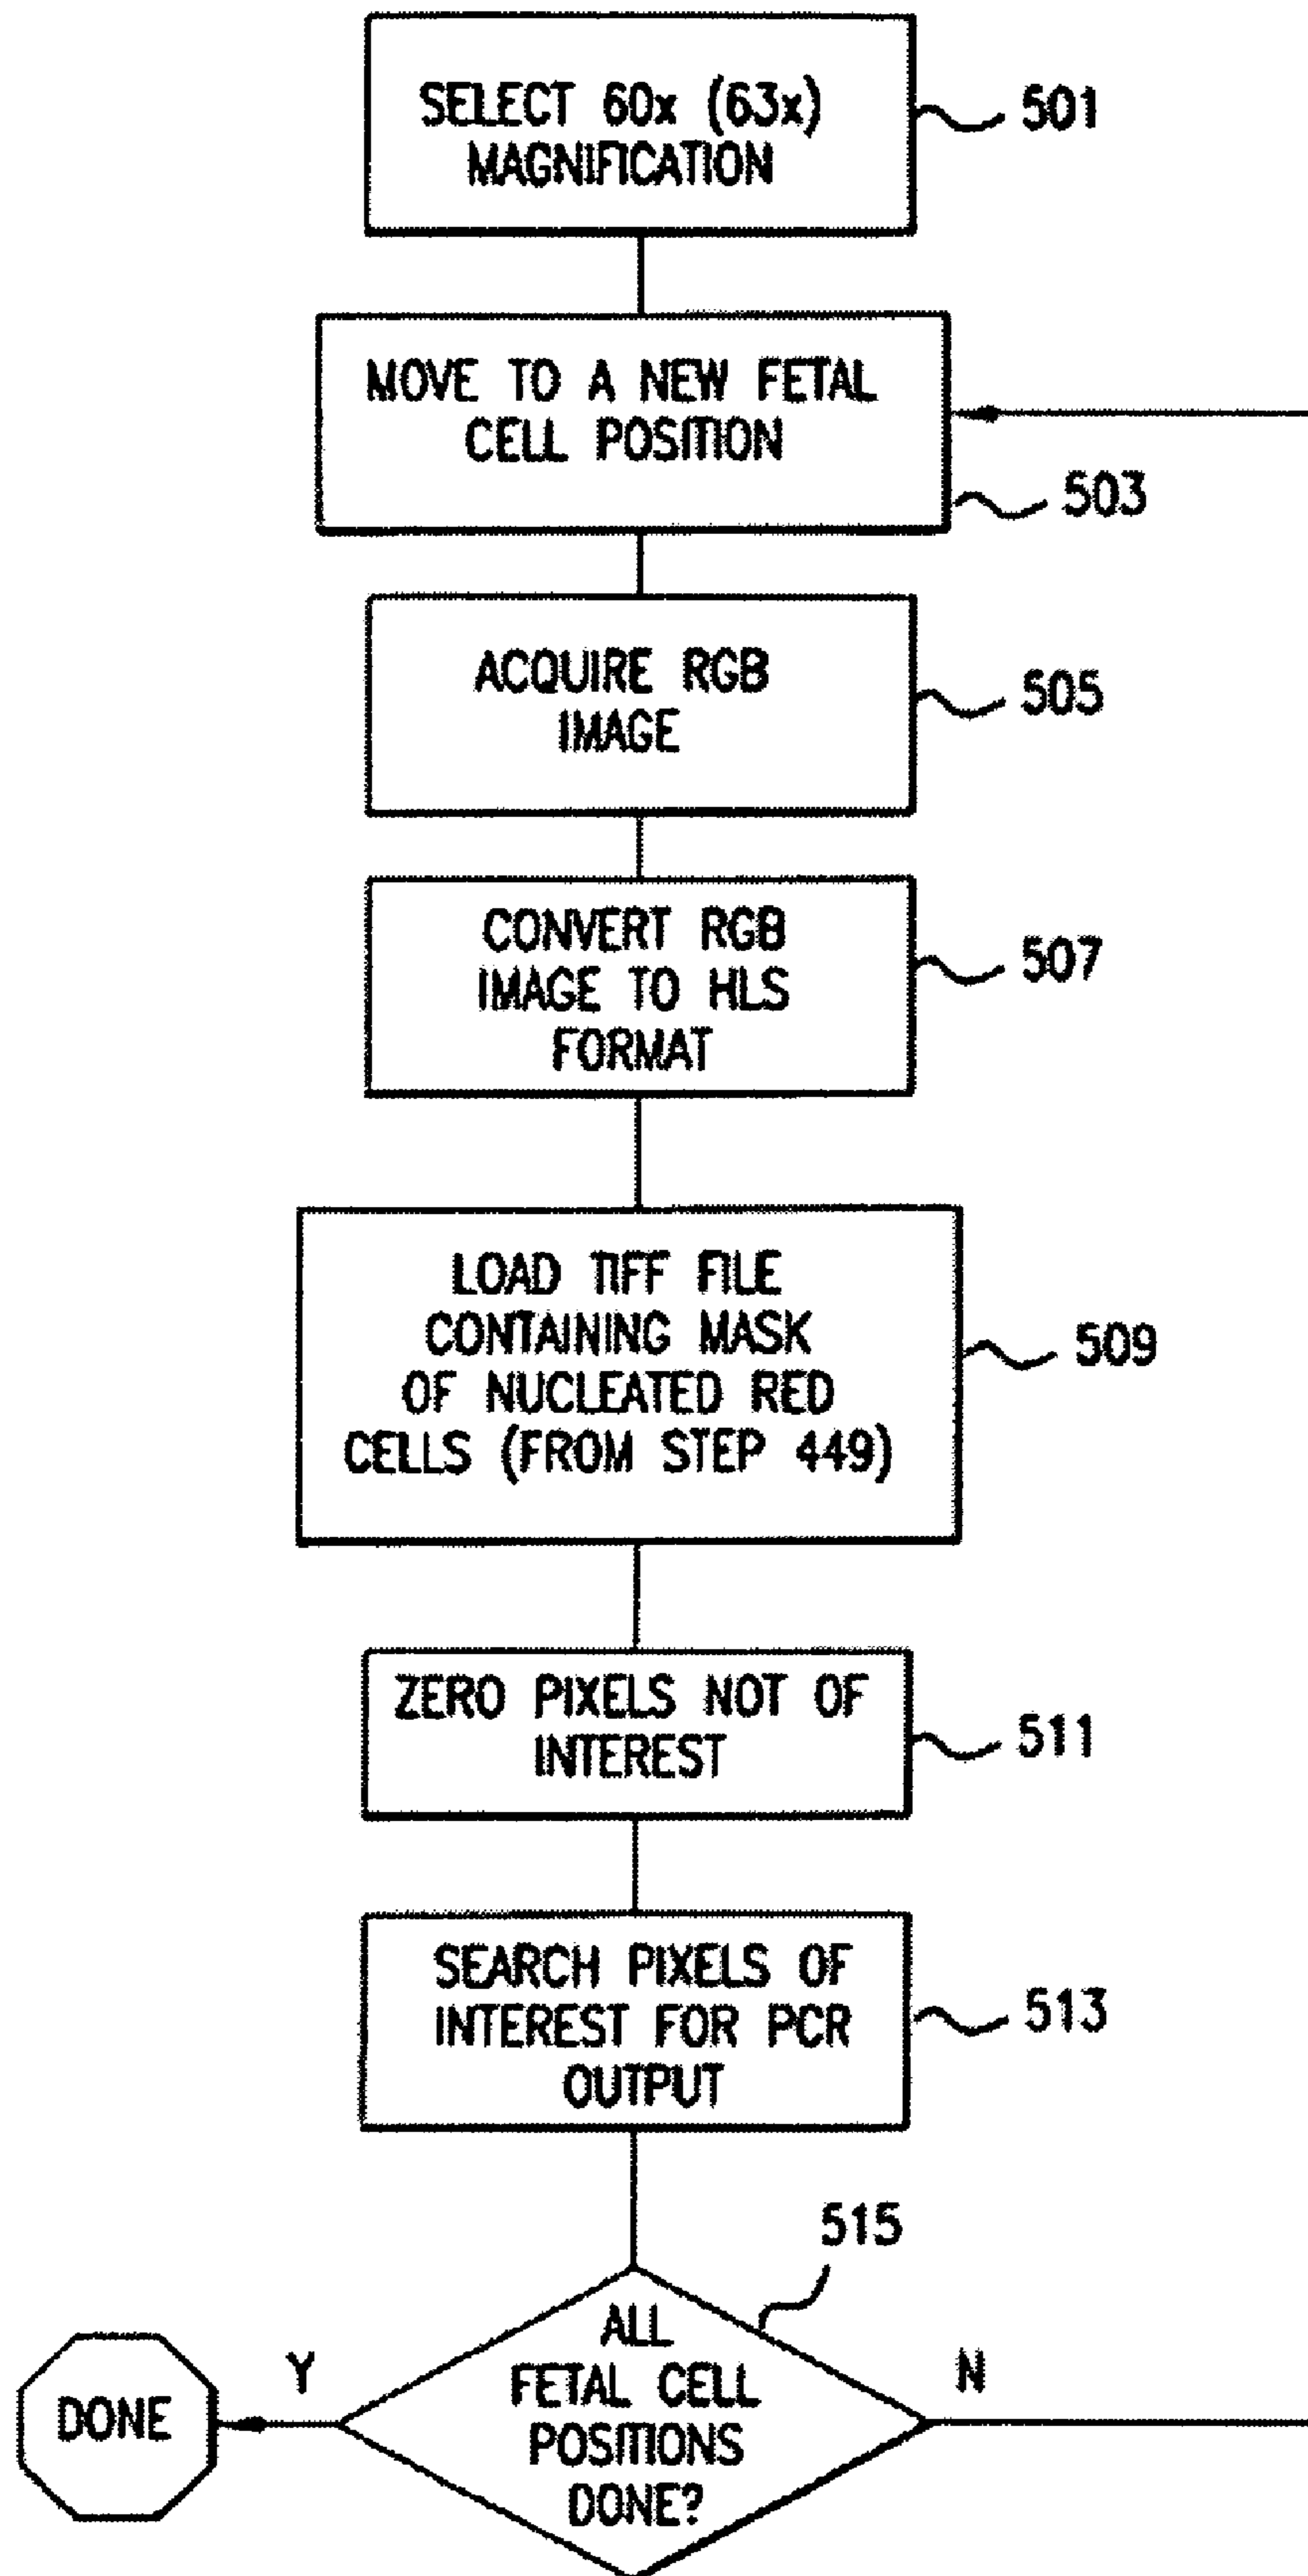 SELECT 60x (63x)
MAGNIFICATION
501
MOVE TO A NEW FETAL
CELL POSITION
503
ACQUIRE RGB
IMAGE
505
CONVERT RGB
IMAGE TO HLS
FORMAT
507
LOAD TIFF FILE
CONTAINING MASK
OF NUCLEATED RED
CELLS (FROM STEP 449)
509
ZERO PIXELS NOT OF
INTEREST
511
SEARCH PIXELS OF
INTEREST FOR PCR
OUTPUT
513
515
ALL
FETAL CELL
POSITIONS
DONE?
Y
N
DONE